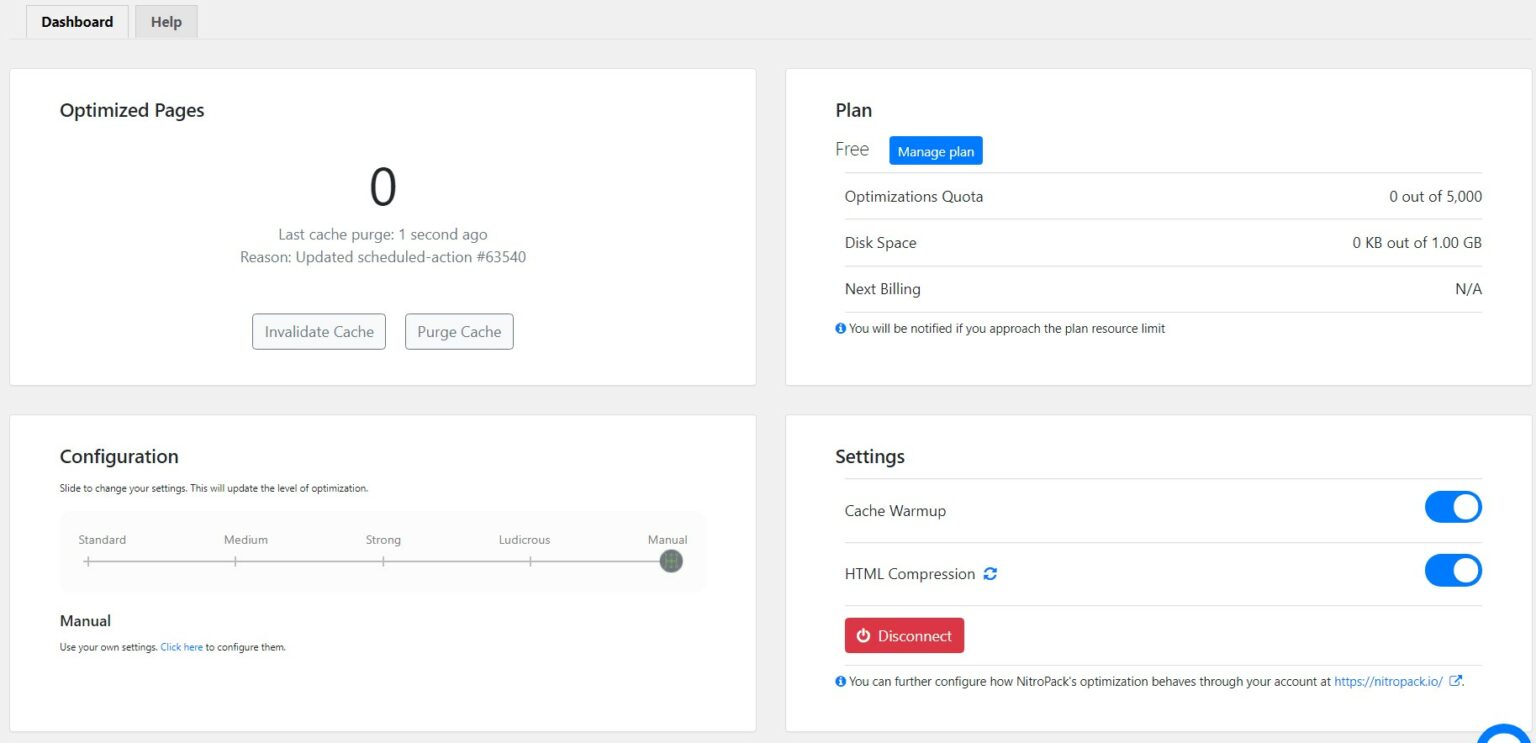 Dashboard
Help
Optimized Pages
0
Last cache purge: 1 second ago
Reason: Updated scheduled-action #63540
Invalidate Cache
Purge Cache
Plan
Free
Manage plan
Optimizations Quota 0 out of 5,000
Disk Space 0 KB out of 1.00 GB
Next Billing N/A
You will be notified if you approach the plan resource limit
Configuration
Slide to change your settings. This will update the level of optimization.
Standard Medium Strong Ludicrous Manual
Manual
Use your own settings. Click here to configure them.
Settings
Cache Warmup
HTML Compression
Disconnect
You can further configure how NitroPack's optimization behaves through your account at https://nitropack.io/ .